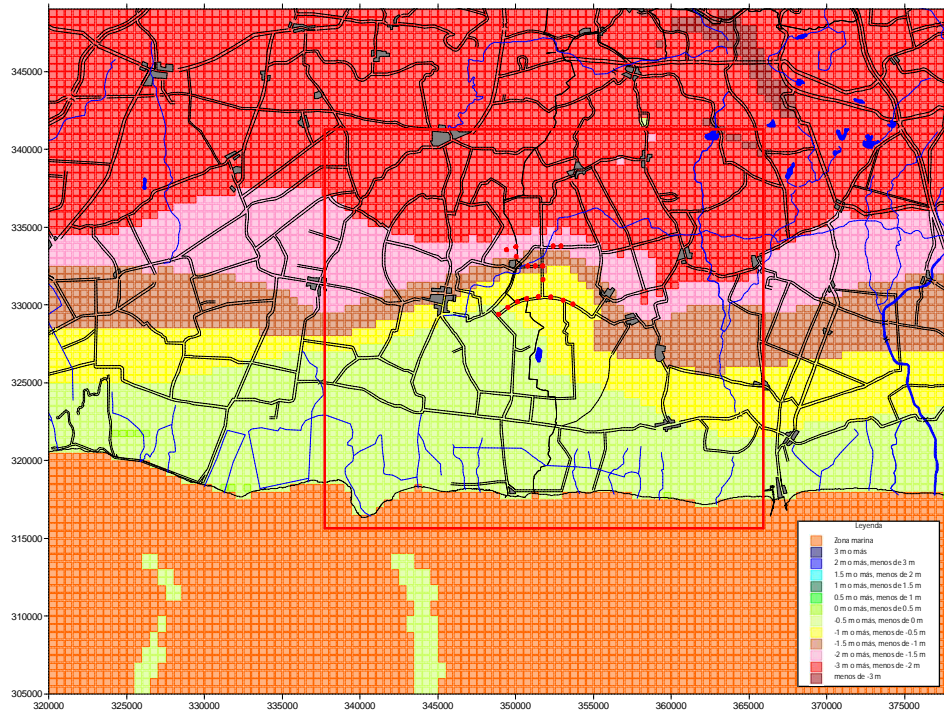 345000
340000
335000
330000
325000
320000
315000
310000
305000
320000 325000 330000 335000 340000 345000 350000 355000 360000 365000 370000 375000
Leyenda
Zona marina
3 m o más
2 m o más, menos de 3 m
1.5 m o más, menos de 2 m
1 m o más, menos de 1.5 m
0.5 m o más, menos de 1 m
0 m o más, menos de 0.5 m
-0.5 m o más, menos de 0 m
-1 m o más, menos de -0.5 m
-1.5 m o más, menos de -1 m
-2 m o más, menos de -1.5 m
-3 m o más, menos de -2 m
menos de -3 m